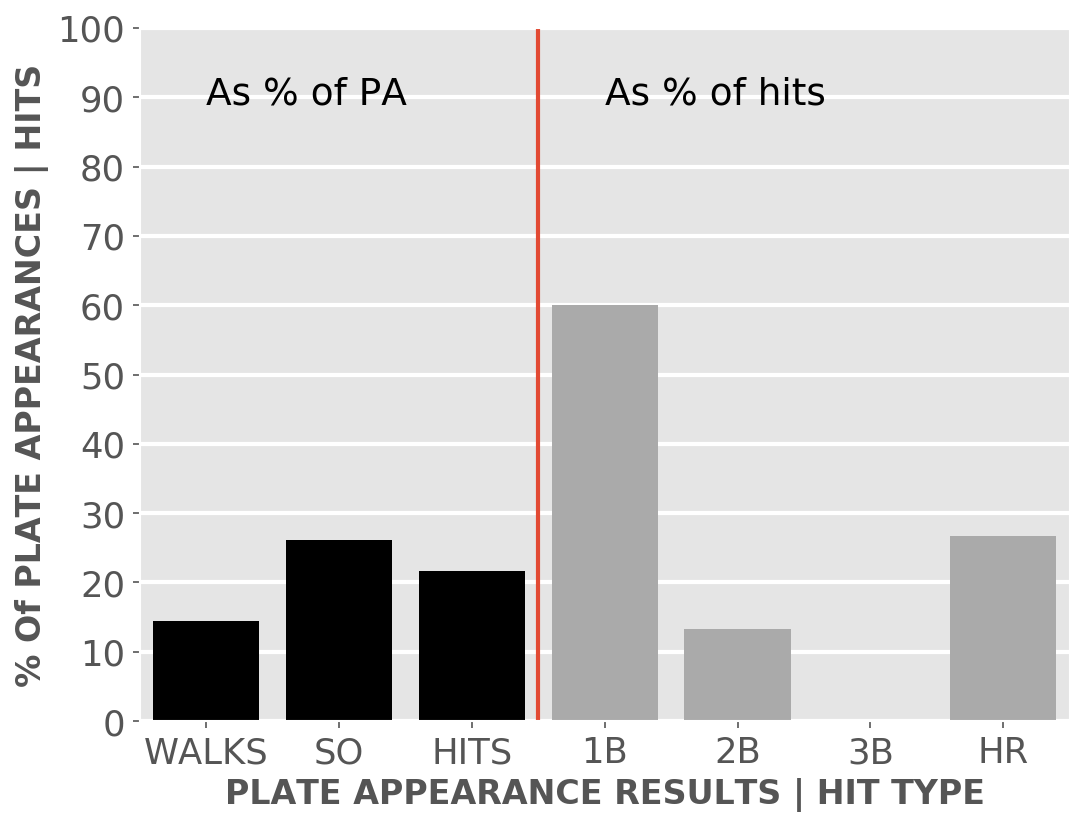 % Of PLATE APPEARANCES | HITS
100
90
80
70
60
50
40
30
20
10
0
As % of PA
As % of hits
WALKS SO HITS 1B 2B 3B HR
PLATE APPEARANCE RESULTS | HIT TYPE